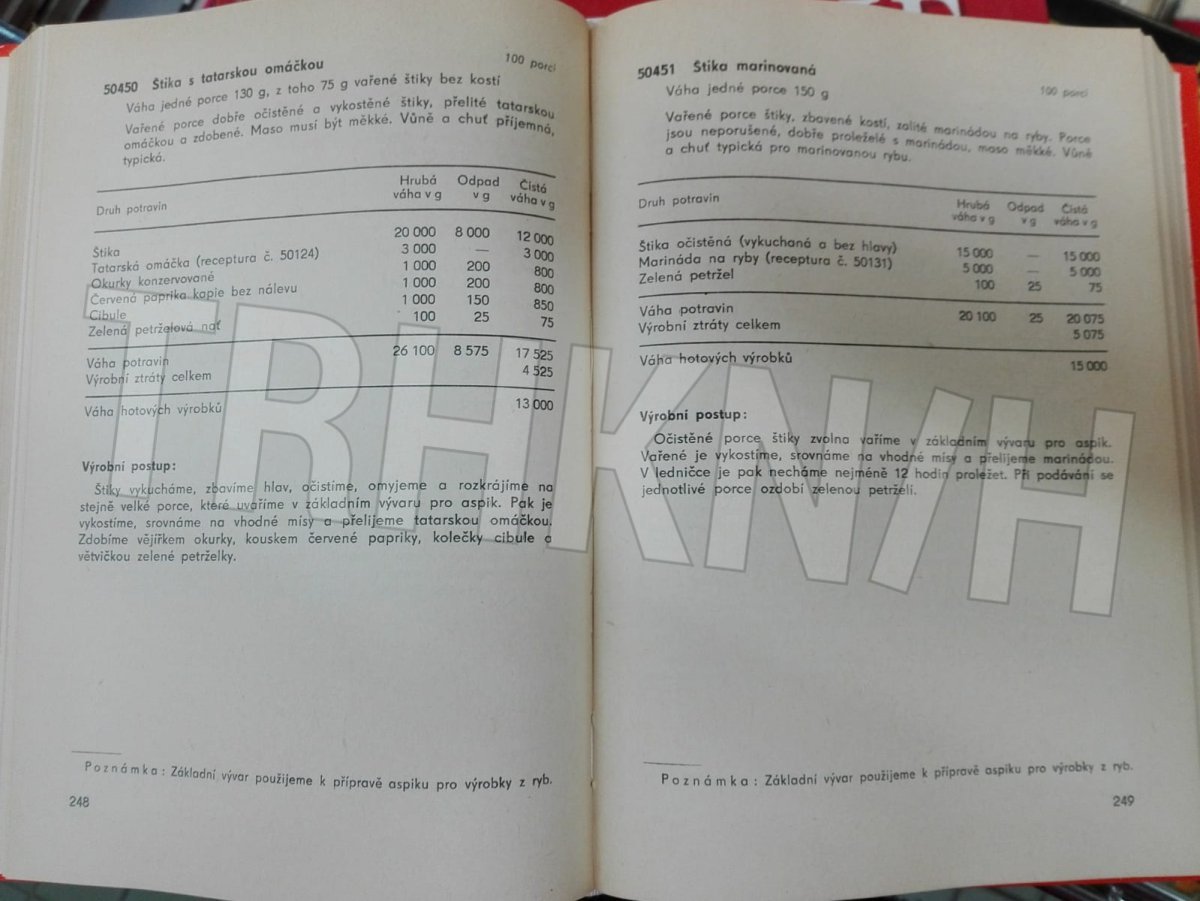 50450 Štika s tatarskou omáčkou
100 porcí
Váha jedné porce 130 g, z toho 75 g vařené štiky bez kostí
Vařené porce dobře očistěné a vykostěné štiky, přelité tatarskou
omáčkou a zdobené. Maso musí být měkké. Vůně a chuť příjemná,
typická.
Druh potravin Hrubá váha v g Odpad v g Čistá váha v g
Štika 20 000 8 000 12 000
Tatarská omáčka (receptura č. 50124) 3 000 — 3 000
Okurky konzervované 1 000 200 800
Červená paprika kapie bez nálevu 1 000 200 800
Cibule 1 000 150 850
Zelená petrželová nať 100 25 75
Váha potravin 26 100 8 575 17 525
Výrobní ztráty celkem 4 525
Váha hotových výrobků 13 000
Výrobní postup:
Štiky vykucháme, zbavíme hlav, očistíme, omyjeme a rozkrájíme na
stejně velké porce, které uvaříme v základním vývaru pro aspik. Pak je
vykostíme, srovnáme na vhodné mísy a přelijeme tatarskou omáčkou.
Zdobíme vějířkem okurky, kouskem červené papriky, kolečky cibule a
větvičkou zelené petrželky.
Poznámka: Základní vývar použijeme k přípravě aspiku pro výrobky z ryb.
248
50451 Štika marinovaná
Váha jedné porce 150 g
100 porcí
Vařené porce štiky, zbavené kostí, zalité marinádou na ryby. Porce
jsou neporušené, dobře proleželé s marinádou, maso měkké. Vůně
a chuť typická pro marinovanou rybu.
Druh potravin Hrubá váha v g Odpad v g Čistá váha v g
Štika očistěná (vykuchaná a bez hlavy) 15 000 — 15 000
Marináda na ryby (receptura č. 50131) 5 000 — 5 000
Zelená petržel 100 25 75
Váha potravin 20 100 25 20 075
Výrobní ztráty celkem 5 075
Váha hotových výrobků 15 000
Výrobní postup:
Očistěné porce štiky zvolna vaříme v základním vývaru pro aspik.
Vařené je vykostíme, srovnáme na vhodné mísy a přelijeme marinádou.
V ledničce je pak necháme nejméně 12 hodin proležet. Při podávání se
jednotlivé porce ozdobí zelenou petrželí.
Poznámka: Základní vývar použijeme k přípravě aspiku pro výrobky z ryb.
249
TRHKNIH